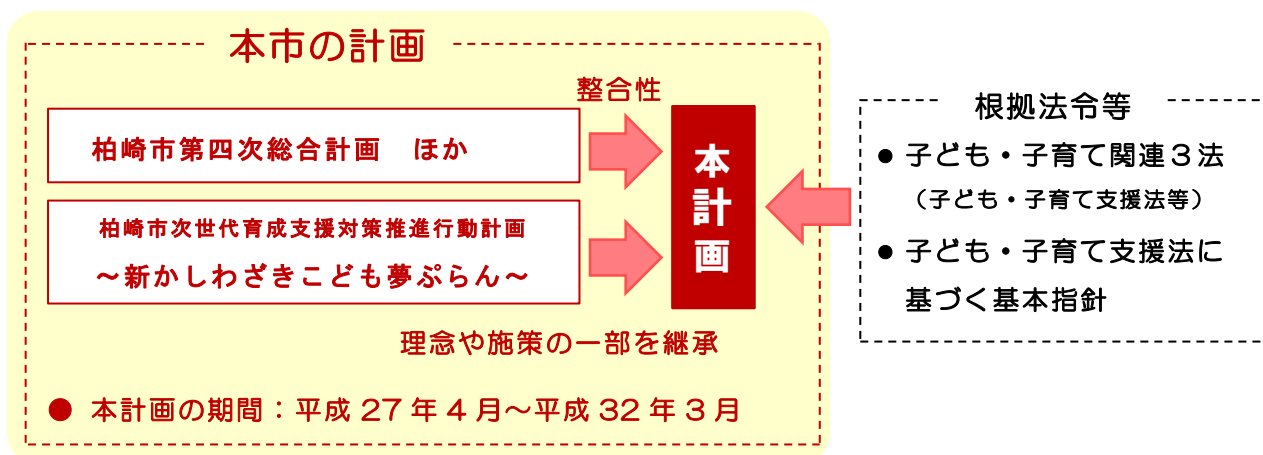 本市の計画
整合性
柏崎市第四次総合計画　ほか
柏崎市次世代育成支援対策推進行動計画
～新かしわざきこども夢ぷらん～
本計画
理念や施策の一部を継承
● 本計画の期間：平成 27 年 4 月～平成 32 年 3 月
根拠法令等
● 子ども・子育て関連３法
（子ども・子育て支援法等）
● 子ども・子育て支援法に
基づく基本指針